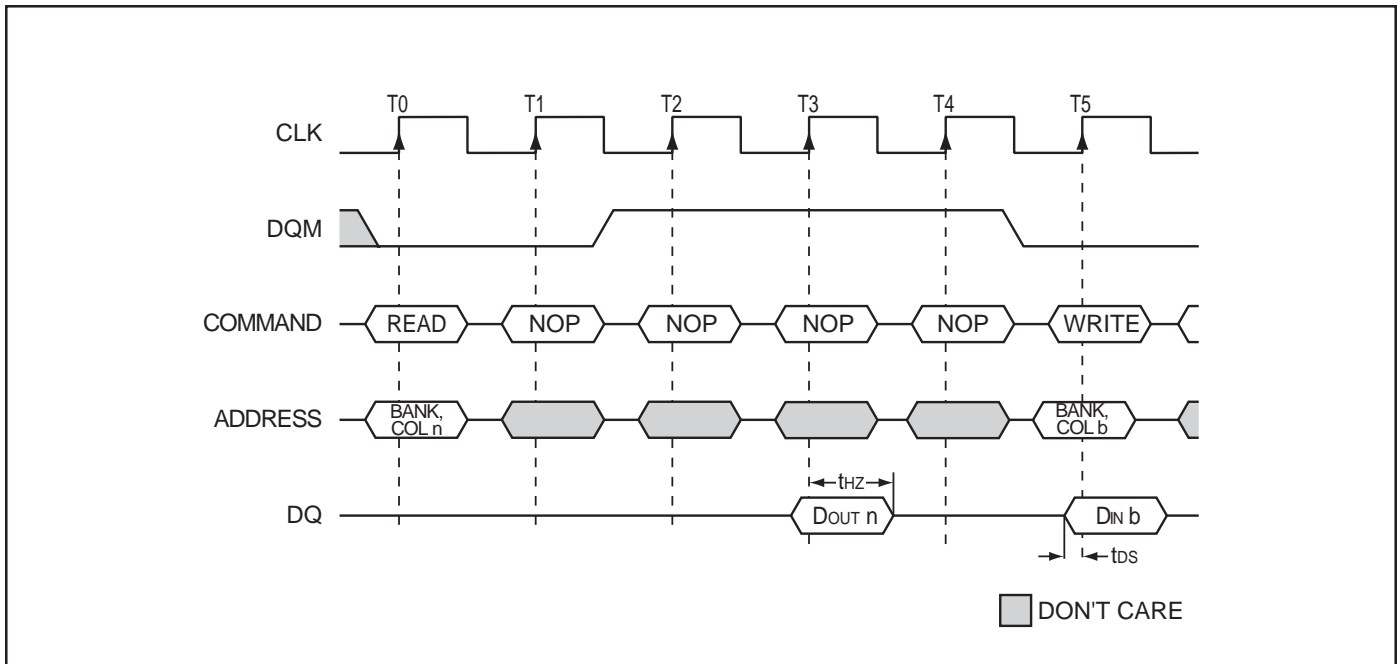 T0 T1 T2 T3 T4 T5
CLK
DQM
COMMAND READ NOP NOP NOP NOP WRITE
ADDRESS BANK, COL n BANK, COL b
tHZ
DQ DOUT n DIN b
tDS
DON'T CARE